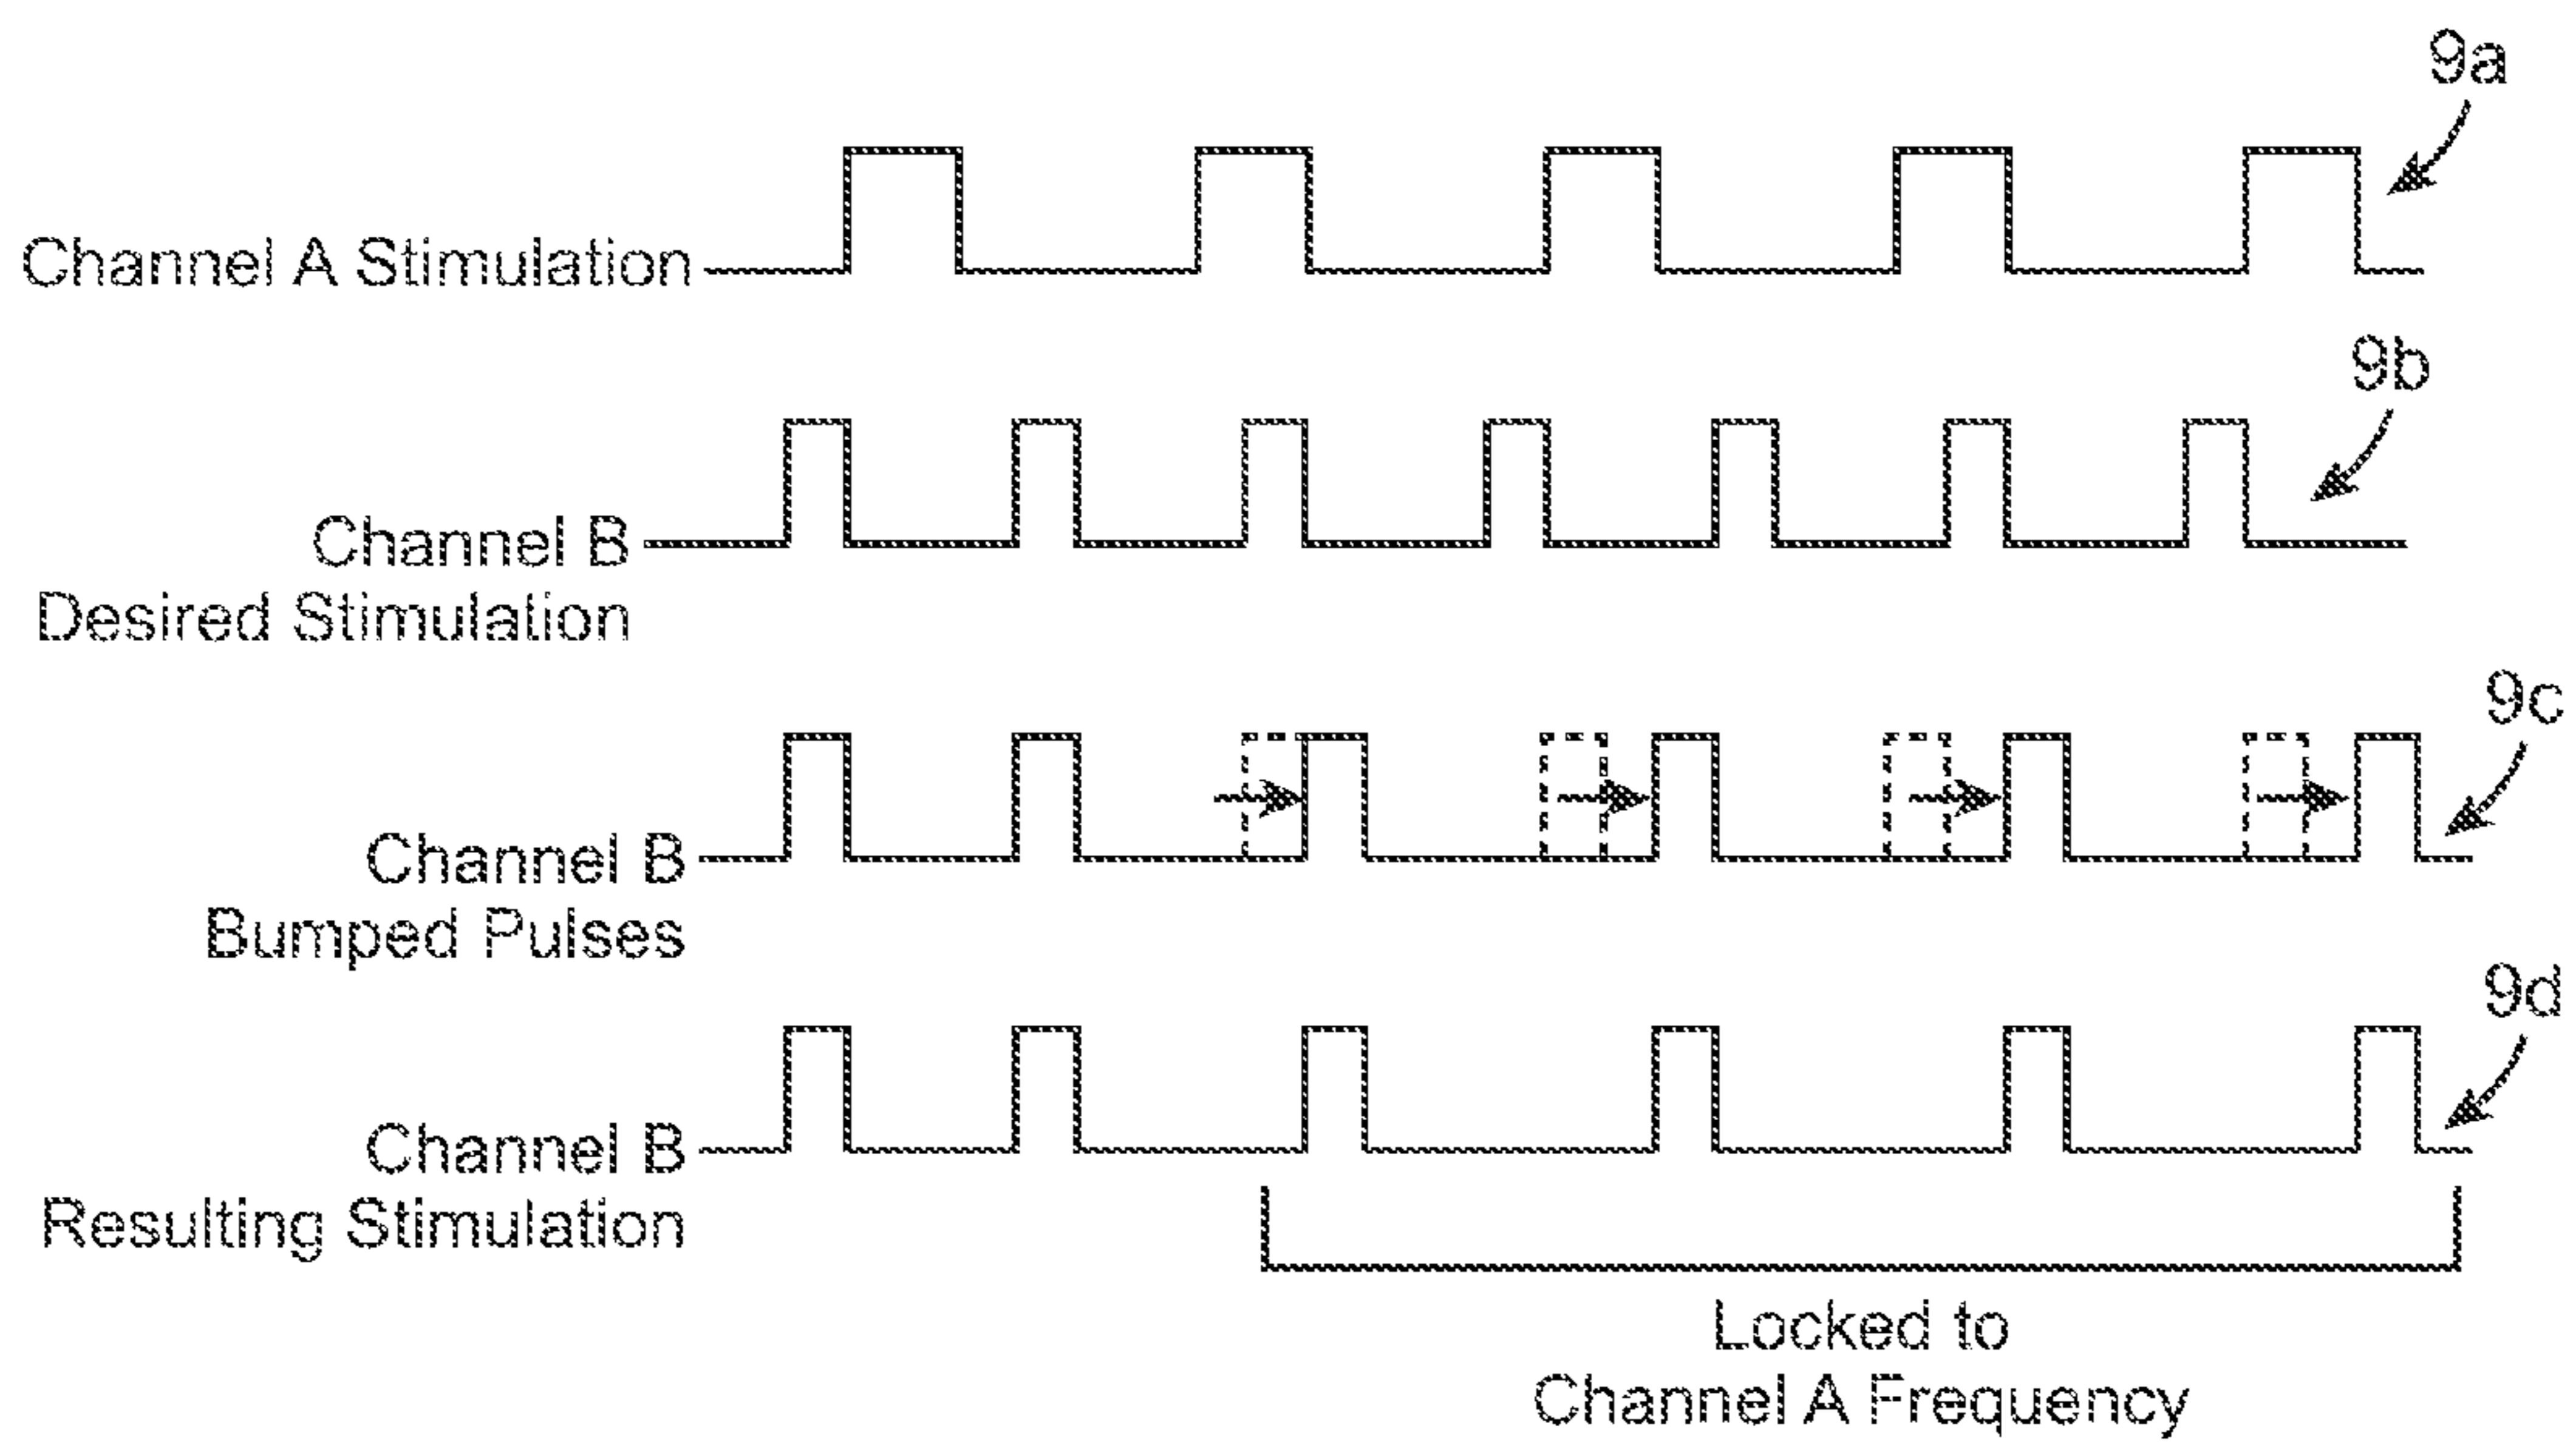 9a
Channel A Stimulation
9b
Channel B
Desired Stimulation
9c
Channel B
Bumped Pulses
9d
Channel B
Resulting Stimulation
Locked to
Channel A Frequency